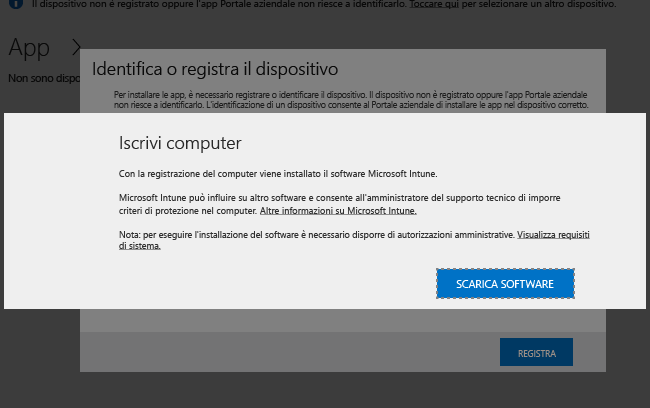 Il dispositivo non è registrato oppure l'app Portale aziendale non riesce a identificarlo. Toccare qui per selezionare un altro dispositivo.
App
Non sono dispo
Identifica o registra il dispositivo
Per installare le app, è necessario registrare o identificare il dispositivo. Il dispositivo non è registrato oppure l'app Portale aziendale
non riesce a identificarlo. L'identificazione di un dispositivo consente al Portale aziendale di installare le app nel dispositivo corretto.
Iscrivi computer
Con la registrazione del computer viene installato il software Microsoft Intune.
Microsoft Intune può influire su altro software e consente all'amministratore del supporto tecnico di imporre
criteri di protezione nel computer. Altre informazioni su Microsoft Intune.
Nota: per eseguire l'installazione del software è necessario disporre di autorizzazioni amministrative. Visualizza requisiti
di sistema.
SCARICA SOFTWARE
REGISTRA